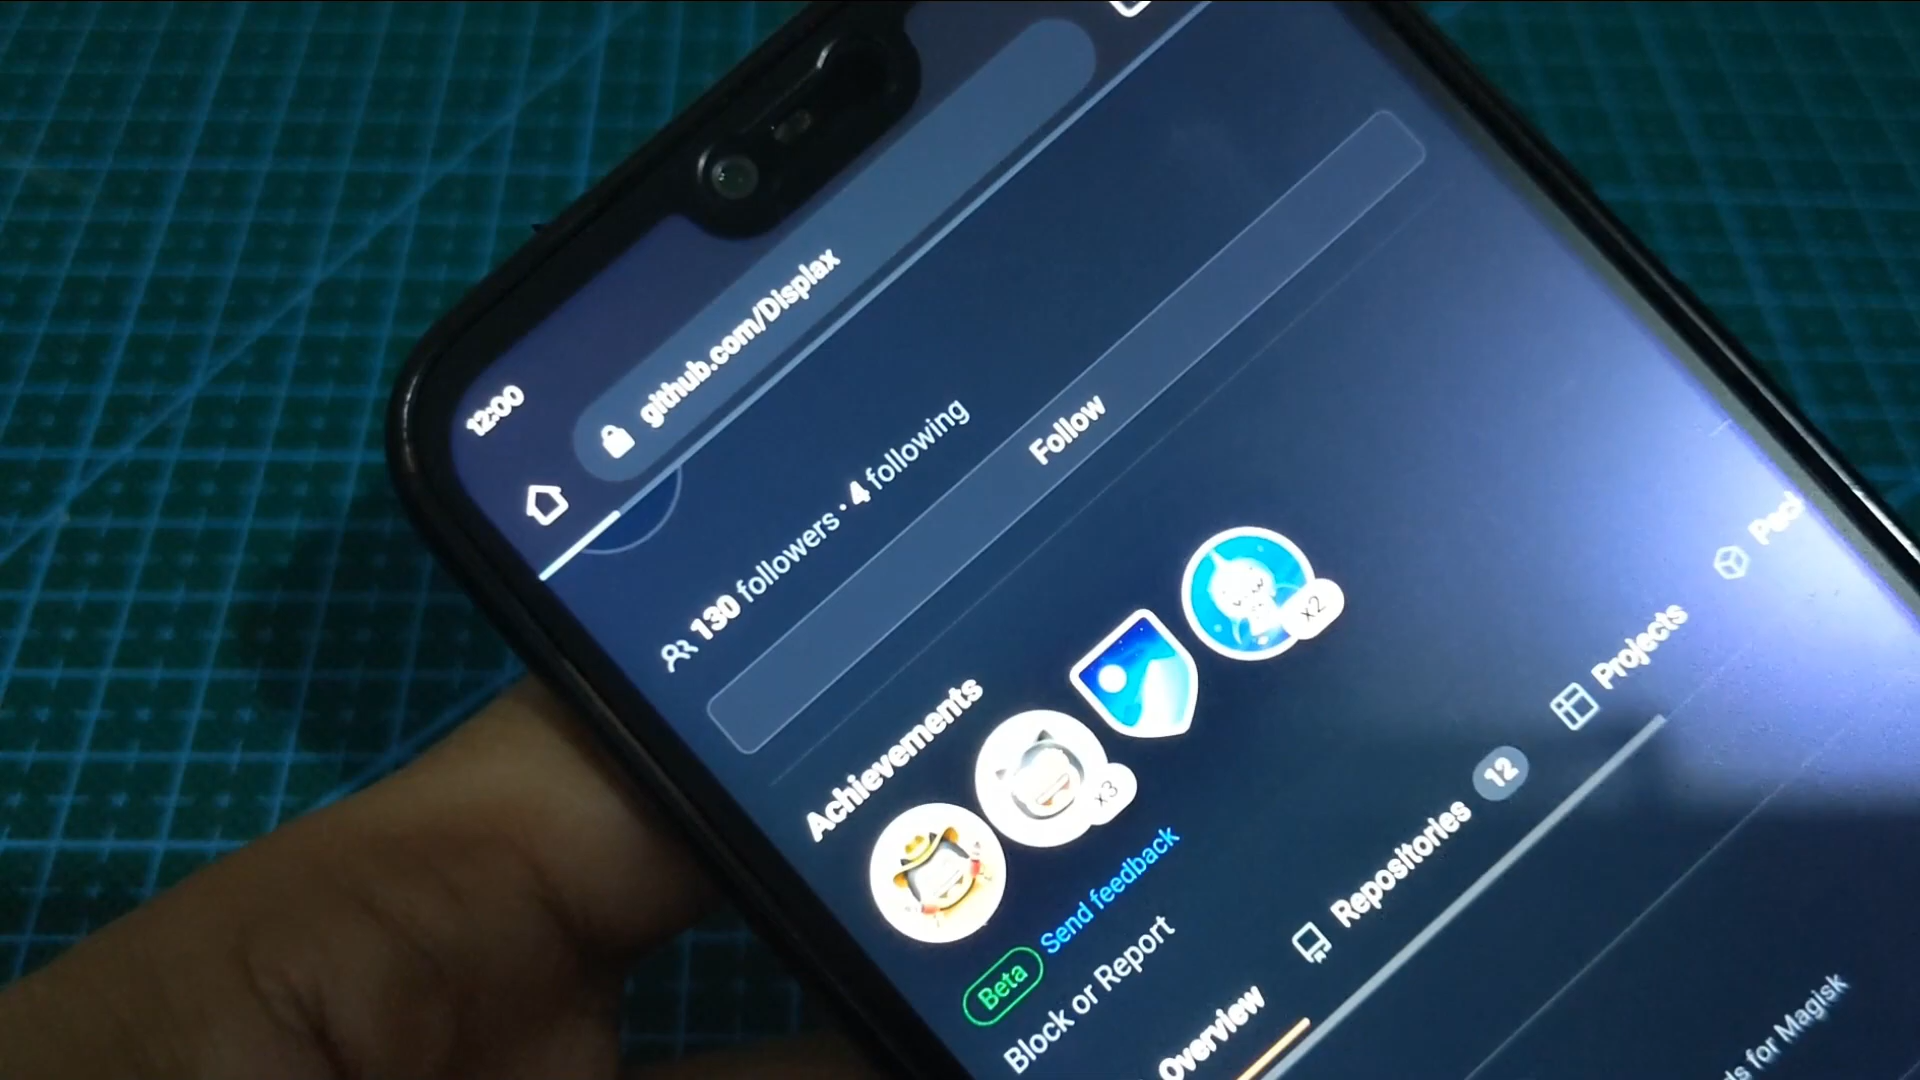 12:00
github.com/Displax
130 followers · 4 following
Follow
Achievements
x3
x2
Beta Send feedback
Block or Report
Overview
Repositories 12
Projects
for Magisk